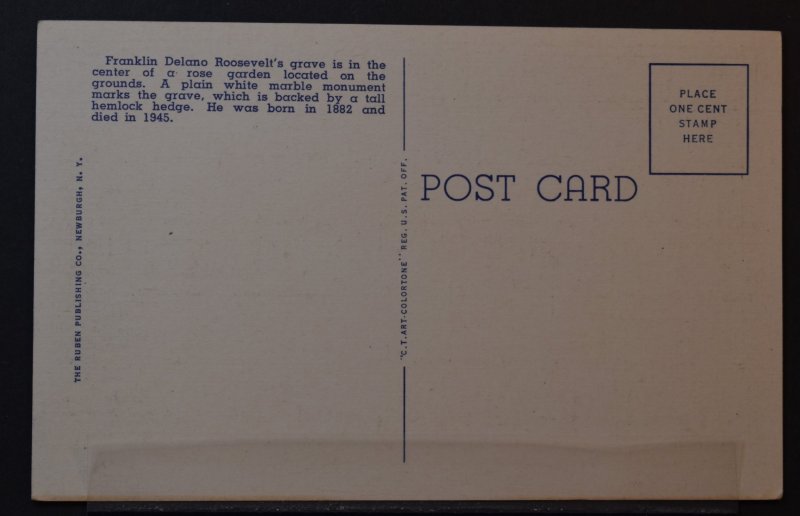 Franklin Delano Roosevelt's grave is in the
center of a rose garden located on the
grounds. A plain white marble monument
marks the grave, which is backed by a tall
hemlock hedge. He was born in 1882 and
died in 1945.
THE RUBEN PUBLISHING CO., NEWBURGH, N. Y.
"C.T. ART-COLORTONE" REG. U.S. PAT. OFF.
POST CARD
PLACE
ONE CENT
STAMP
HERE